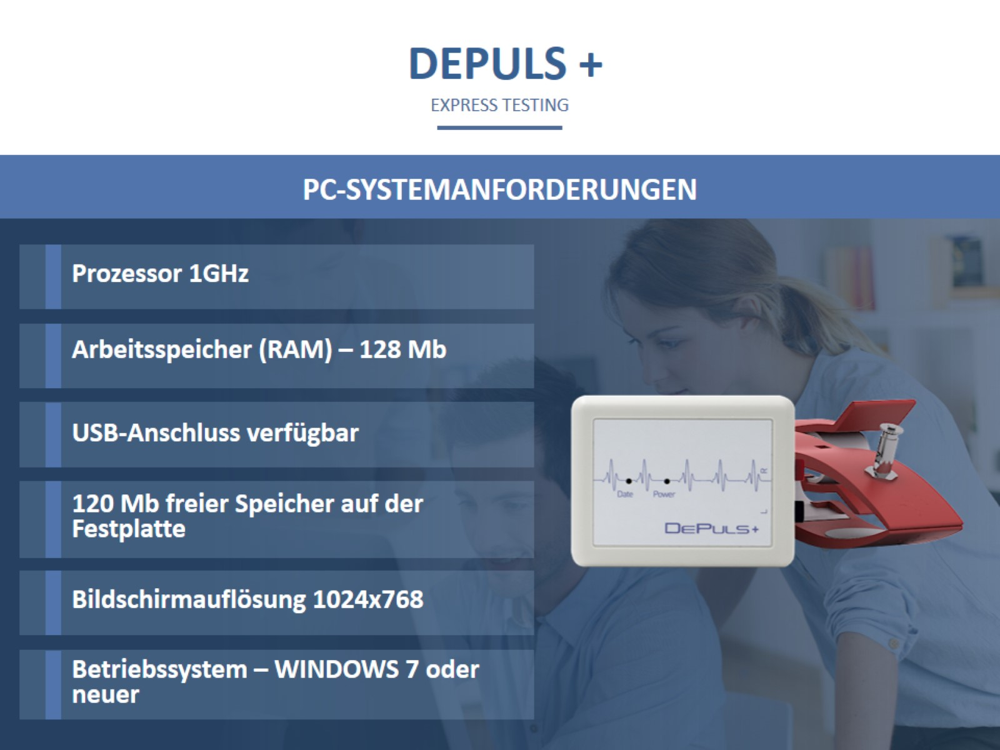 DEPULS +
EXPRESS TESTING
PC-SYSTEMANFORDERUNGEN
Prozessor 1GHz
Arbeitsspeicher (RAM) – 128 Mb
USB-Anschluss verfügbar
120 Mb freier Speicher auf der
Festplatte
Bildschirmauflösung 1024x768
Betriebssystem – WINDOWS 7 oder
neuer
R
Date Power
L
DEPULS+